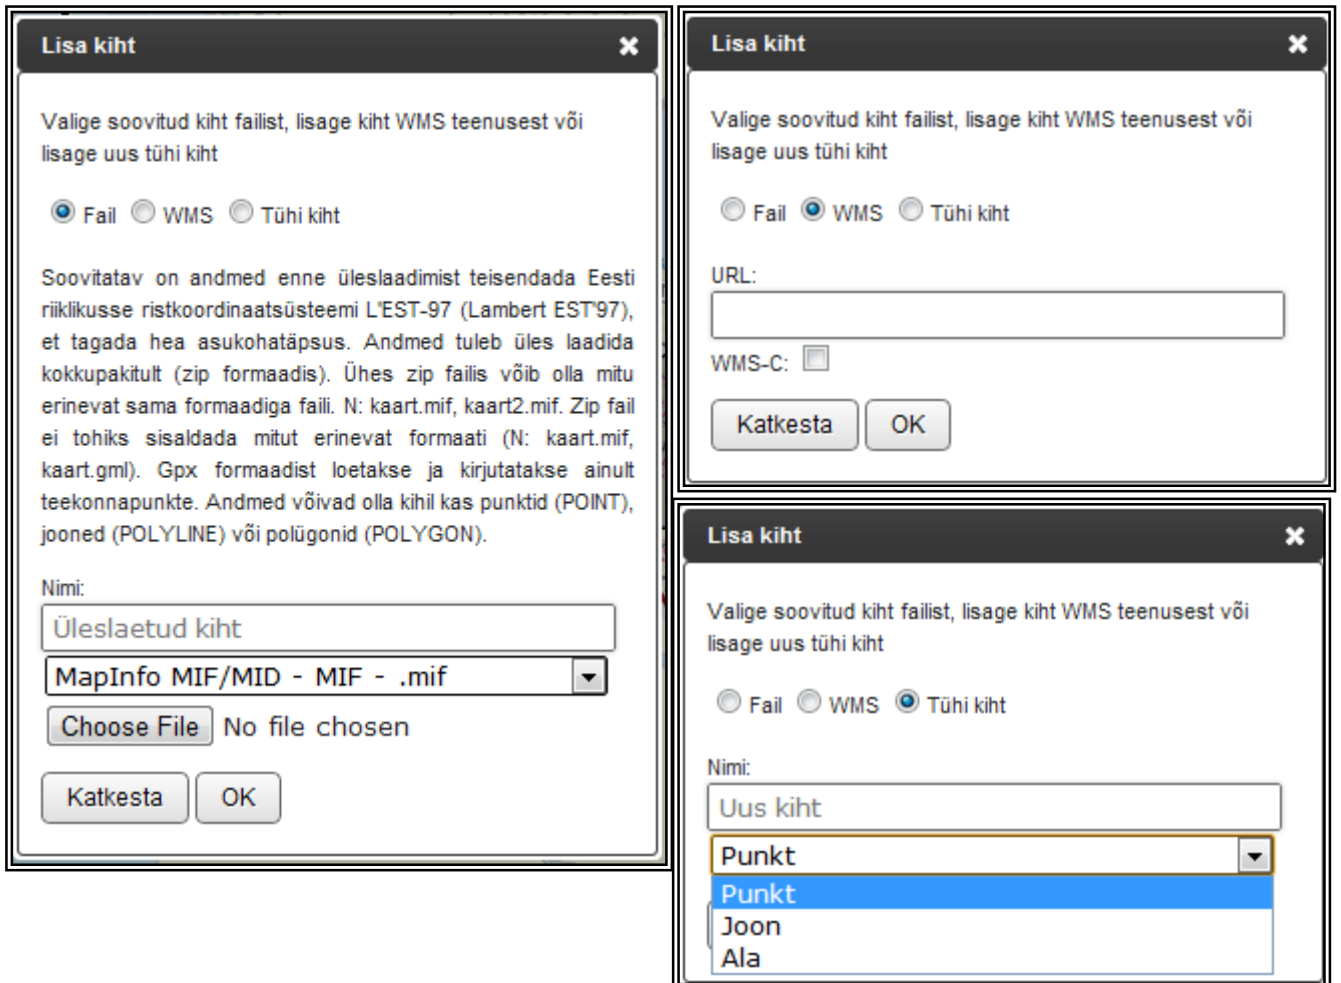 Lisa kiht
Valige soovitud kiht failist, lisage kiht WMS teenusest või
lisage uus tühi kiht
Fail WMS Tühi kiht
Soovitatav on andmed enne üleslaadimist teisendada Eesti
riiklikusse ristkoordinaatsüsteemi L'EST-97 (Lambert EST'97),
et tagada hea asukohatäpsus. Andmed tuleb üles laadida
kokkupakitult (zip formaadis). Ühes zip failis võib olla mitu
erinevat sama formaadiga faili. N: kaart.mif, kaart2.mif. Zip fail
ei tohiks sisaldada mitut erinevat formaati (N: kaart.mif,
kaart.gml). Gpx formaadist loetakse ja kirjutatakse ainult
teekonnapunkte. Andmed võivad olla kihil kas punktid (POINT),
jooned (POLYLINE) või polügonid (POLYGON).
Nimi:
Üleslaetud kiht
MapInfo MIF/MID - MIF - .mif
Choose File No file chosen
Katkesta OK
Lisa kiht
Valige soovitud kiht failist, lisage kiht WMS teenusest või
lisage uus tühi kiht
Fail WMS Tühi kiht
URL:
WMS-C:
Katkesta OK
Lisa kiht
Valige soovitud kiht failist, lisage kiht WMS teenusest või
lisage uus tühi kiht
Fail WMS Tühi kiht
Nimi:
Uus kiht
Punkt
Punkt
Joon
Ala